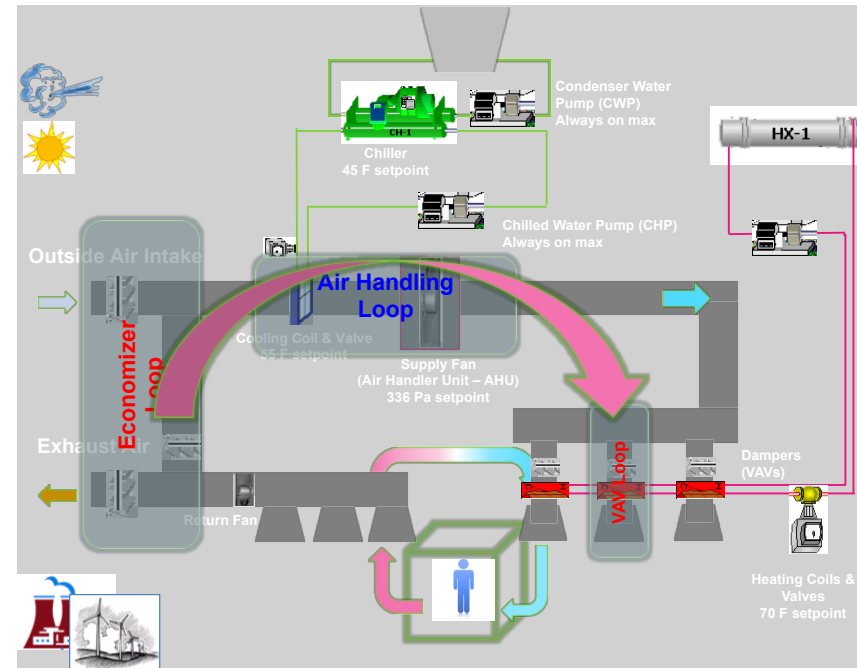 Condenser Water
Pump (CWP)
Always on max
CH-1
HX-1
Chiller
45 F setpoint
Chilled Water Pump (CHP)
Always on max
Outside Air Intake
Air Handling
Loop
Cooling Coil & Valve
55 F setpoint
Supply Fan
(Air Handler Unit – AHU)
336 Pa setpoint
Economizer
Loop
Exhaust Air
Return Fan
VAV Loop
Dampers
(VAVs)
Heating Coils &
Valves
70 F setpoint